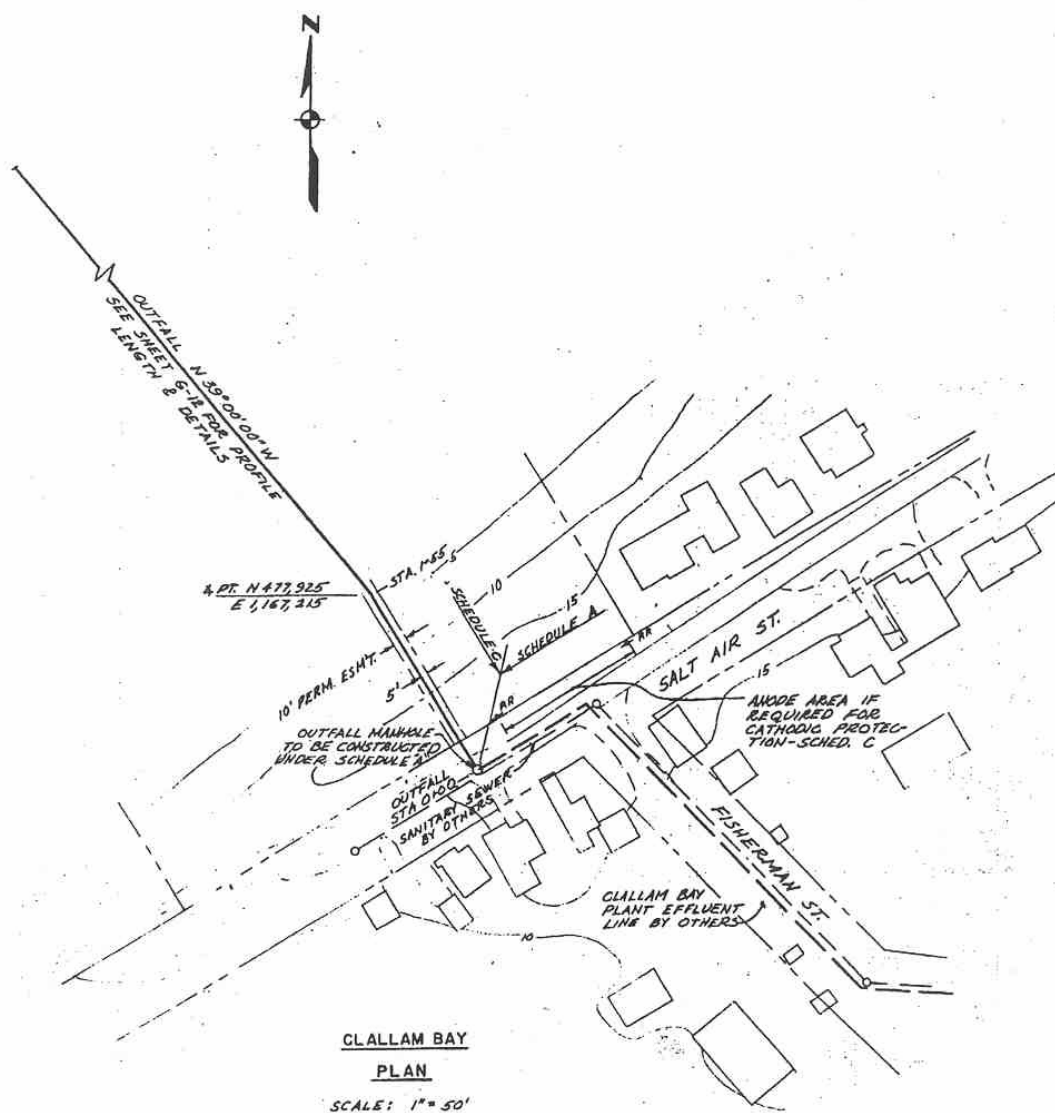 N
OUTFALL N 39°00'00" W
SEE SHEET G-12 FOR PROFILE
LENGTH & DETAILS
STA. 1+55
5
10
15
∠ PT. N 477,925
E 1,167,215
SCHEDULE C
SCHEDULE A
10' PERM. ESM'T.
5'
RR
RR
SALT AIR ST.
15
OUTFALL MANHOLE
TO BE CONSTRUCTED
UNDER SCHEDULE "A"
ANODE AREA IF
REQUIRED FOR
CATHODIC PROTEC-
TION-SCHED. C
OUTFALL
STA 0+00
SANITARY SEWER
BY OTHERS
FISHERMAN ST.
CLALLAM BAY
PLANT EFFLUENT
LINE BY OTHERS
10
CLALLAM BAY
PLAN
SCALE: 1" = 50'